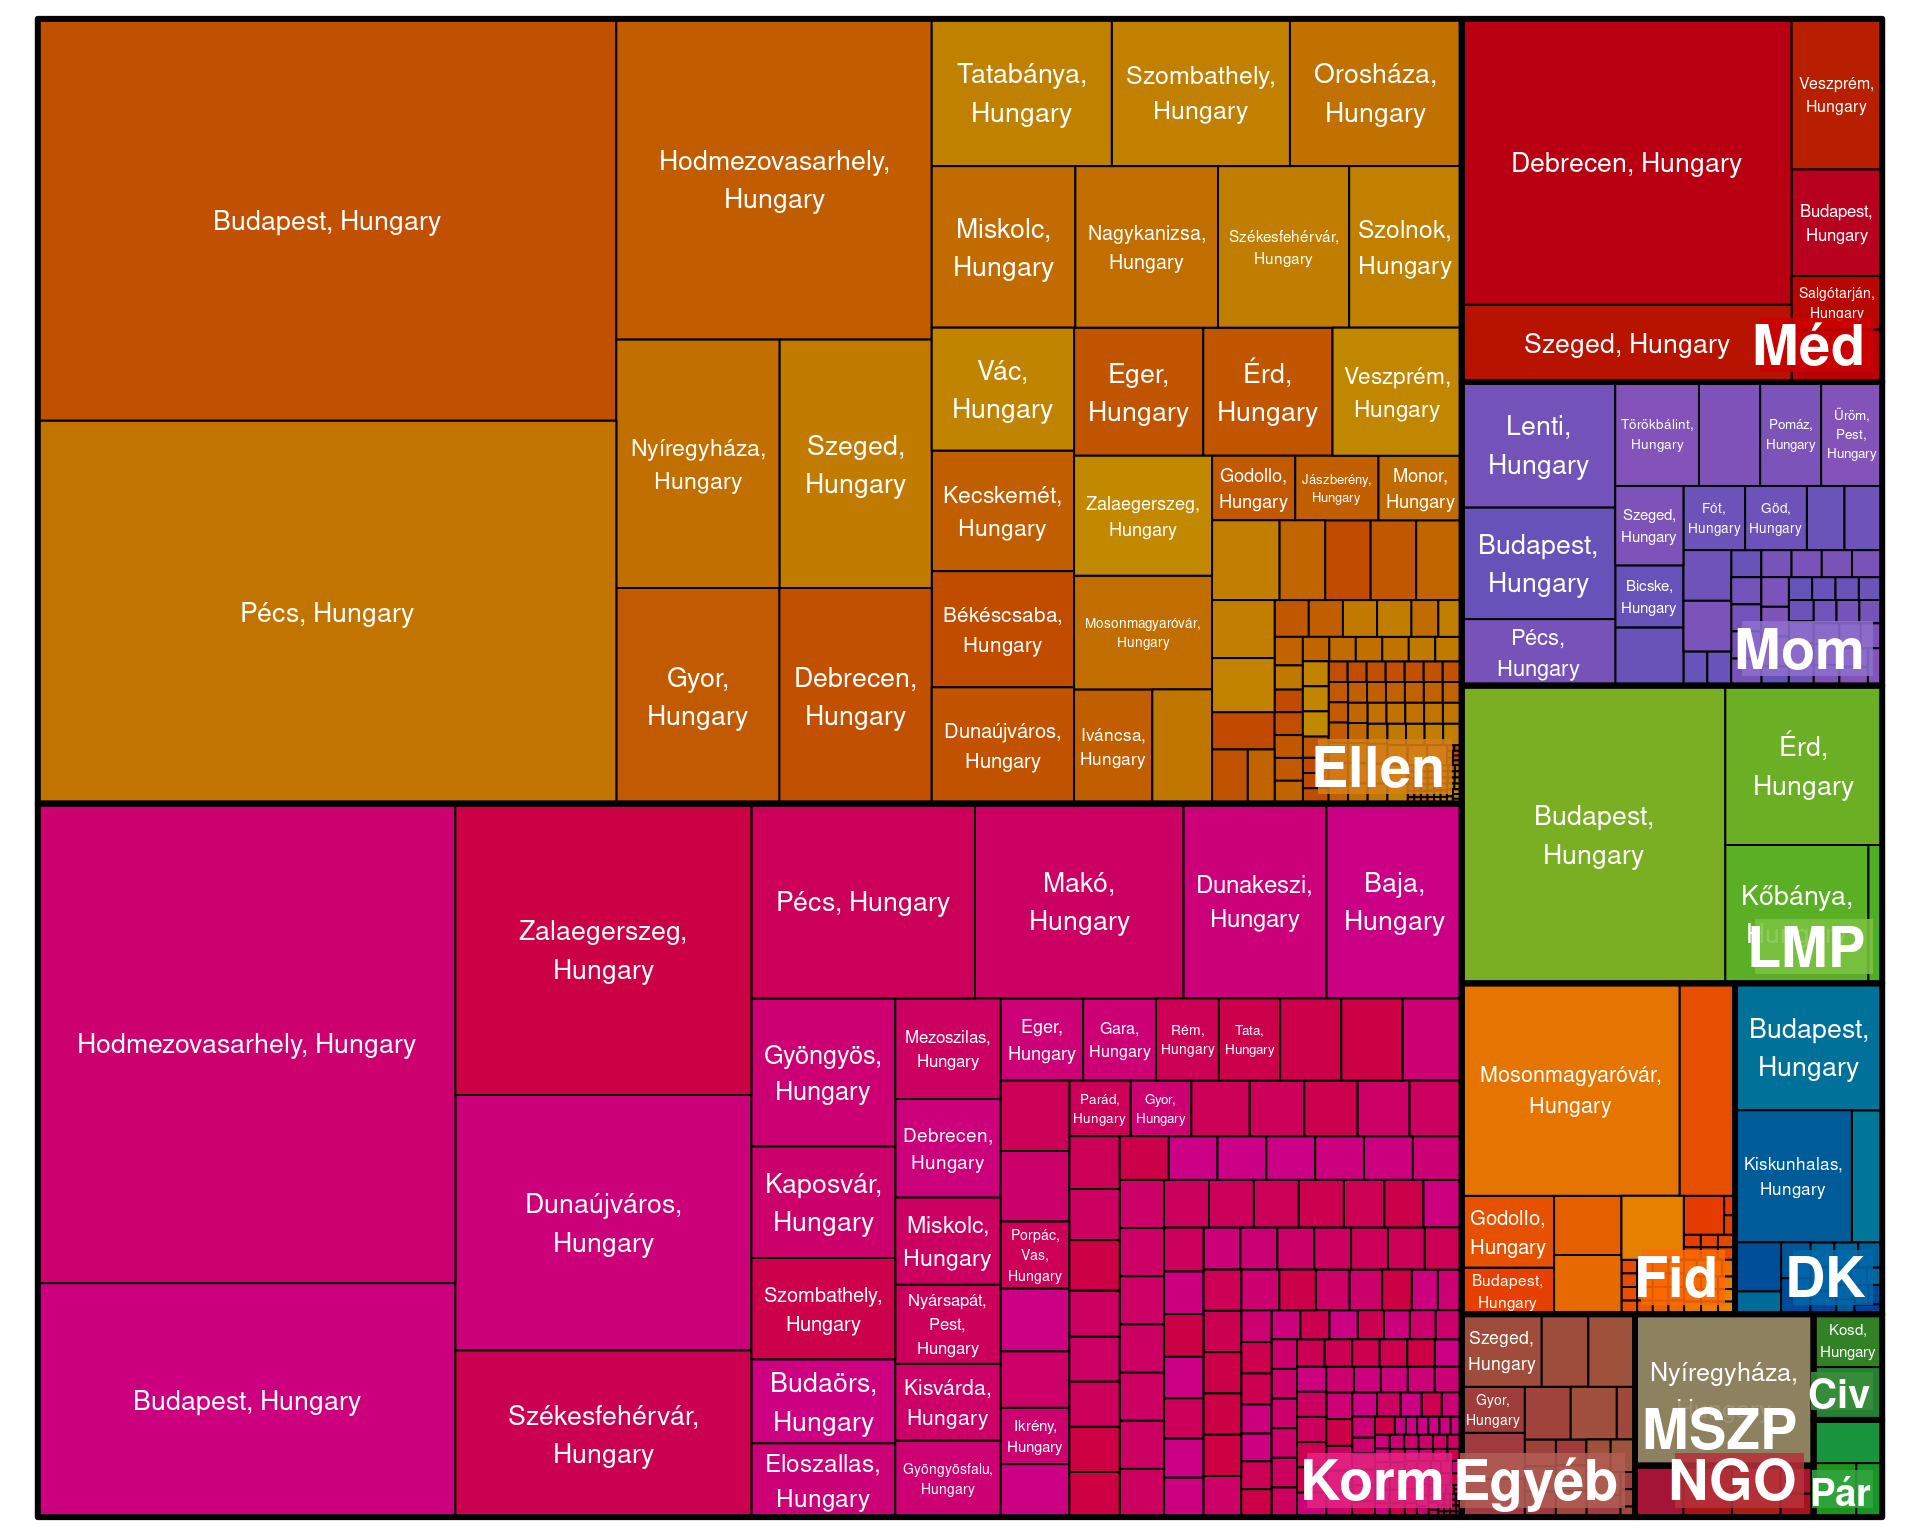 Budapest, Hungary
Pécs, Hungary
Hodmezovasarhely,
Hungary
Nyíregyháza,
Hungary
Szeged,
Hungary
Gyor,
Hungary
Debrecen,
Hungary
Tatabánya,
Hungary
Szombathely,
Hungary
Orosháza,
Hungary
Miskolc,
Hungary
Nagykanizsa,
Hungary
Székesfehérvár,
Hungary
Szolnok,
Hungary
Vác,
Hungary
Eger,
Hungary
Érd,
Hungary
Veszprém,
Hungary
Kecskemét,
Hungary
Békéscsaba,
Hungary
Dunaújváros,
Hungary
Zalaegerszeg,
Hungary
Mosonmagyaróvár,
Hungary
Iváncsa,
Hungary
Godollo,
Hungary
Jászberény,
Hungary
Monor,
Hungary
Ellen
Debrecen, Hungary
Szeged, Hungary
Veszprém,
Hungary
Budapest,
Hungary
Salgótarján,
Hungary
Méd
Lenti,
Hungary
Budapest,
Hungary
Pécs,
Hungary
Törökbálint,
Hungary
Pomáz,
Hungary
Üröm,
Pest,
Hungary
Szeged,
Hungary
Fót,
Hungary
Göd,
Hungary
Bicske,
Hungary
Mom
Budapest,
Hungary
Érd,
Hungary
Kőbánya,
Hungary
LMP
Hodmezovasarhely, Hungary
Budapest, Hungary
Zalaegerszeg,
Hungary
Dunaújváros,
Hungary
Székesfehérvár,
Hungary
Pécs, Hungary
Makó,
Hungary
Dunakeszi,
Hungary
Baja,
Hungary
Gyöngyös,
Hungary
Kaposvár,
Hungary
Szombathely,
Hungary
Budaörs,
Hungary
Eloszallas,
Hungary
Mezoszilas,
Hungary
Debrecen,
Hungary
Miskolc,
Hungary
Nyársapát,
Pest,
Hungary
Kisvárda,
Hungary
Gyöngyösfalu,
Hungary
Eger,
Hungary
Gara,
Hungary
Rém,
Hungary
Tata,
Hungary
Parád,
Hungary
Gyor,
Hungary
Porpác,
Vas,
Hungary
Ikrény,
Hungary
Korm
Mosonmagyaróvár,
Hungary
Godollo,
Hungary
Budapest,
Hungary
Fid
Budapest,
Hungary
Kiskunhalas,
Hungary
DK
Szeged,
Hungary
Gyor,
Hungary
Egyéb
Nyíregyháza,
MSZP
NGO
Kosd,
Hungary
Civ
Pár